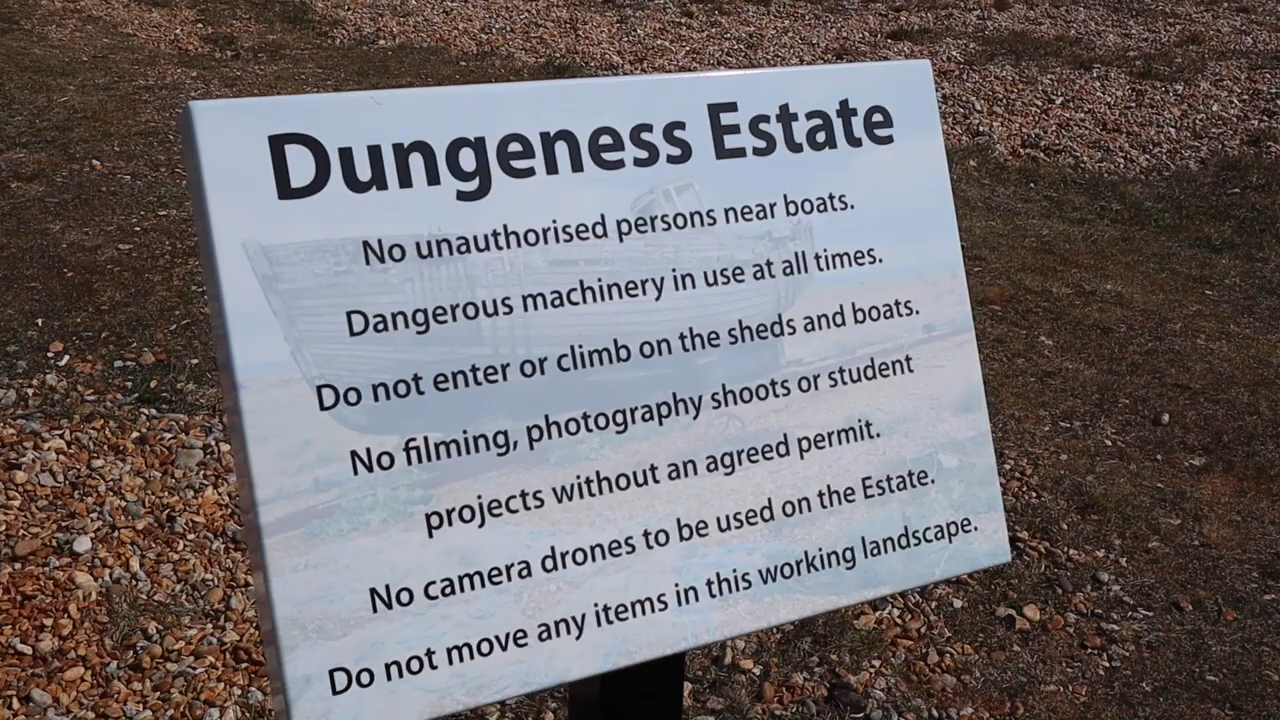 Dungeness Estate
No unauthorised persons near boats.
Dangerous machinery in use at all times.
Do not enter or climb on the sheds and boats.
No filming, photography shoots or student
projects without an agreed permit.
No camera drones to be used on the Estate.
Do not move any items in this working landscape.